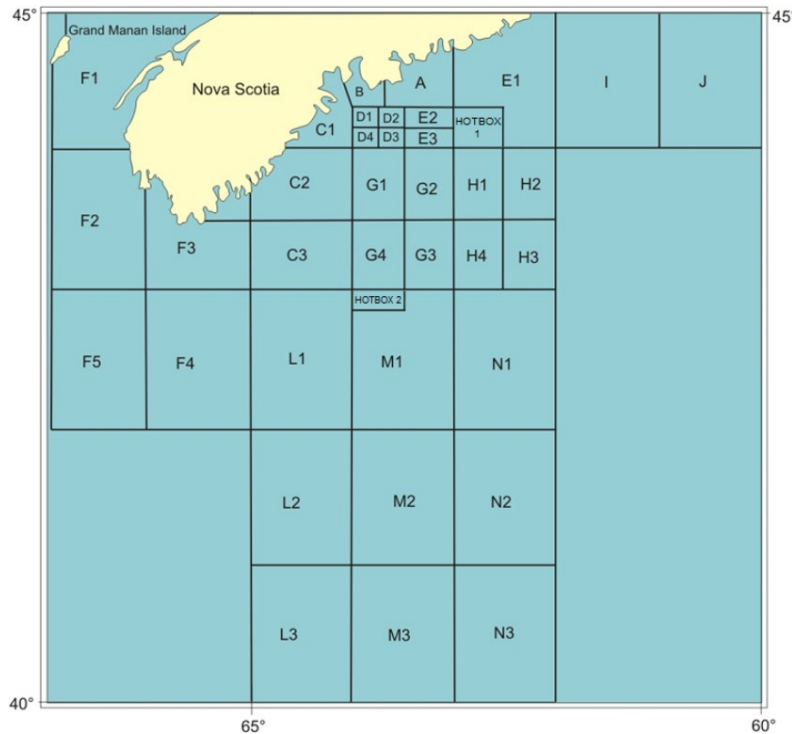 45°
45°
Grand Manan Island
F1
Nova Scotia
B
A
E1
I
J
D1
D2
E2
HOTBOX
1
C1
D4
D3
E3
C2
G1
G2
H1
H2
F2
F3
C3
G4
G3
H4
H3
HOTBOX 2
F5
F4
L1
M1
N1
L2
M2
N2
L3
M3
N3
40°
65°
60°